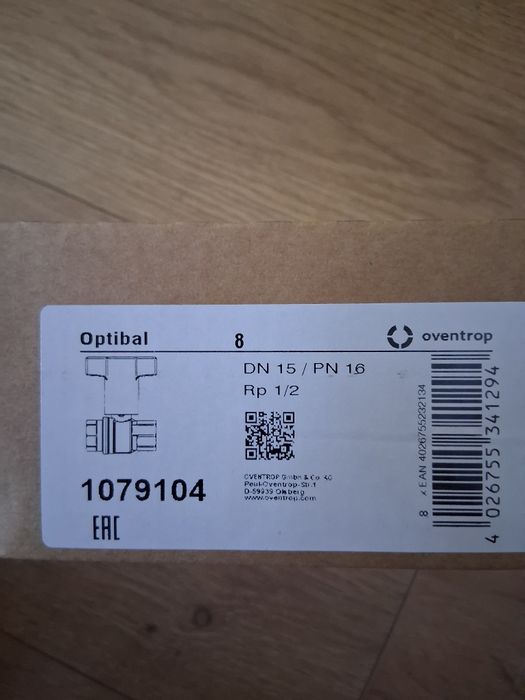 Optibal
8
oventrop
DN 15 / PN 16
Rp 1/2
1079104
EAC
OVENTROP GmbH & Co. KG
Paul-Oventrop-Str.1
D-59939 Olsberg
www.oventrop.com
8 x EAN 4026755232134
4 026755 341294